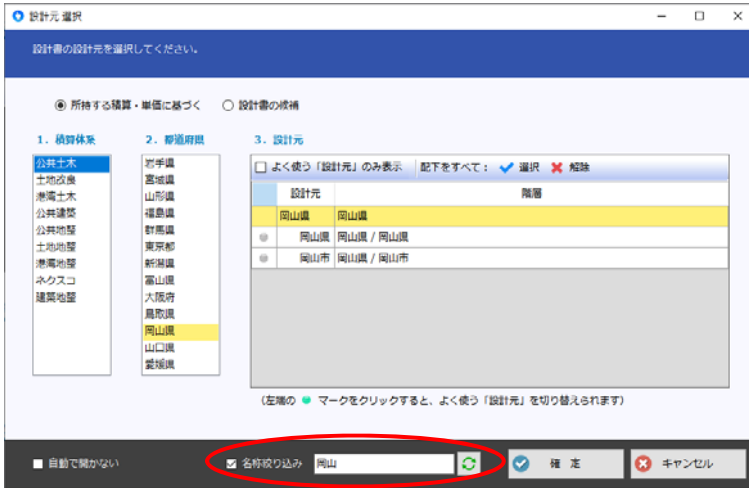 設計元 選択
設計書の設計元を選択してください。
所持する積算・単価に基づく 設計書の候補
1. 積算体系
公共土木
土地改良
港湾土木
公共建築
公共地整
土地地整
港湾地整
ネクスコ
建築地整
2. 都道府県
岩手県
宮城県
山形県
福島県
群馬県
東京都
新潟県
富山県
大阪府
鳥取県
岡山県
山口県
愛媛県
3. 設計元
よく使う「設計元」のみ表示 配下をすべて： 選択 解除
設計元 階層
岡山県 岡山県
岡山県 岡山県 / 岡山県
岡山市 岡山県 / 岡山市
(左端の マークをクリックすると、よく使う「設計元」を切り替えられます)
自動で開かない 名称絞り込み 岡山 確 定 キャンセル